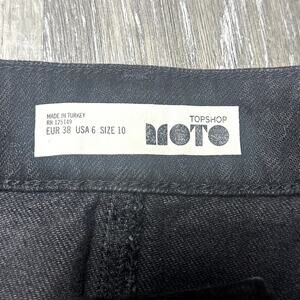 MADE IN TURKEY
RN 125149
EUR 38 USA 6 SIZE 10
TOPSHOP
MOTO